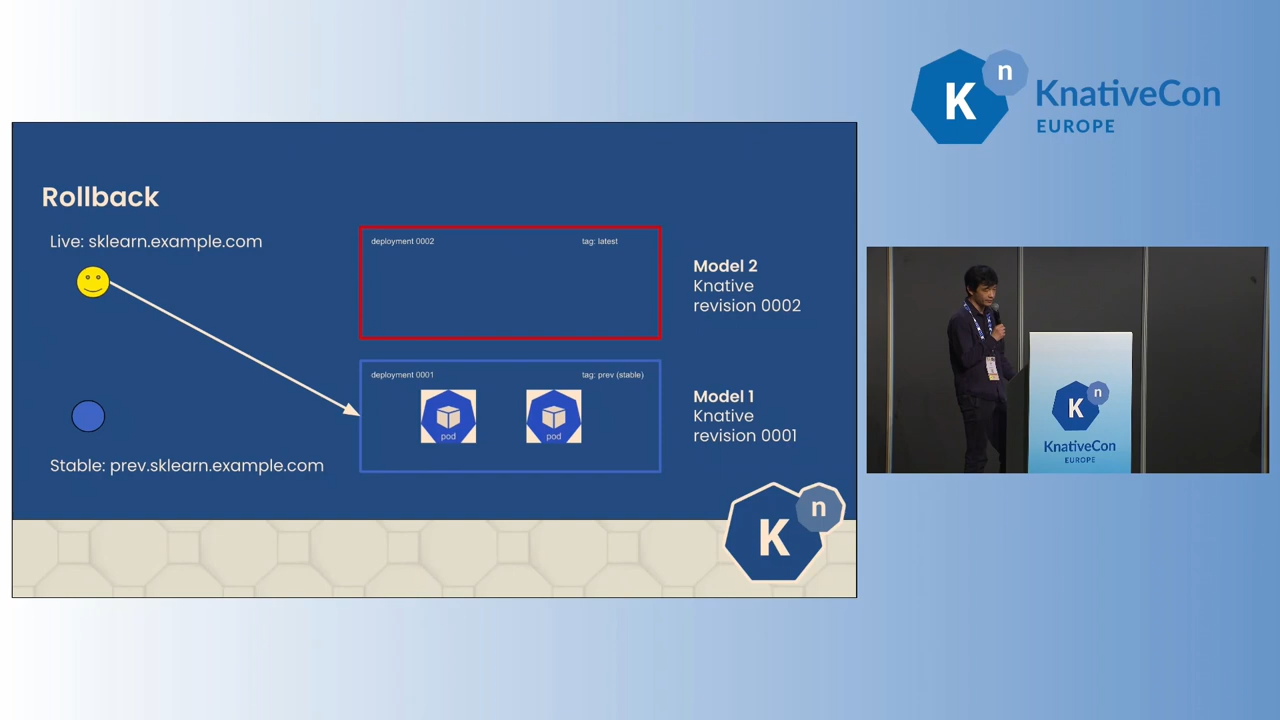 K n
KnativeCon
EUROPE
Rollback
Live: sklearn.example.com
deployment 0002
tag: latest
Model 2
Knative
revision 0002
deployment 0001
tag: prev (stable)
pod
pod
Model 1
Knative
revision 0001
Stable: prev.sklearn.example.com
K n
K n
KnativeCon
EUROPE